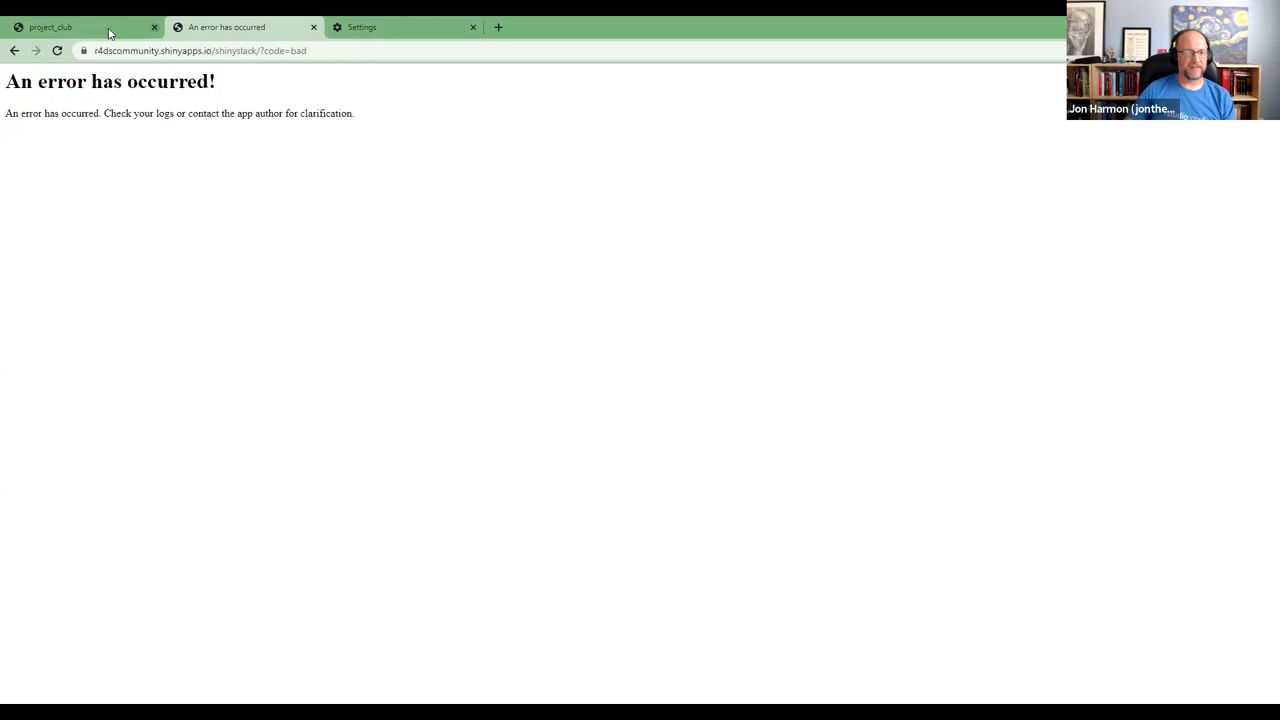 project_club
An error has occurred
Settings
r4dscommunity.shinyapps.io/shinyslack/?code=bad
An error has occurred!
An error has occurred. Check your logs or contact the app author for clarification.
Jon Harmon (jonthe...